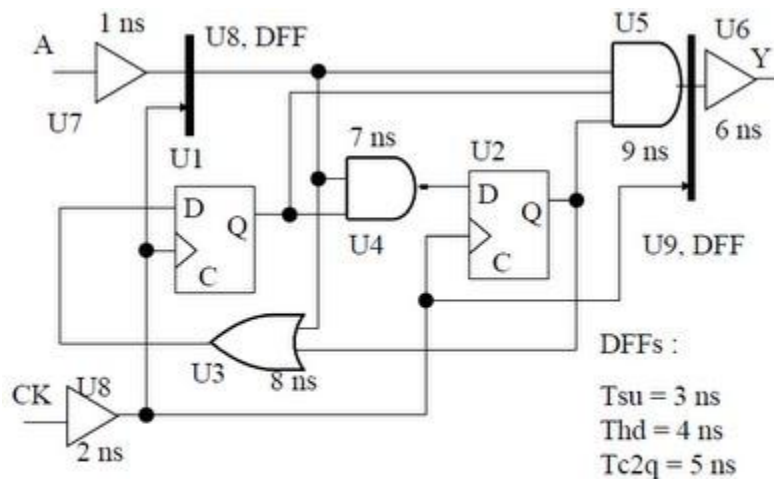 1 ns
A
U7
U8, DFF
U5
U6
Y
6 ns
9 ns
7 ns
U1
D
Q
C
U4
U2
D
Q
C
U9, DFF
U3
8 ns
CK
U8
2 ns
DFFs :
Tsu = 3 ns
Thd = 4 ns
Tc2q = 5 ns